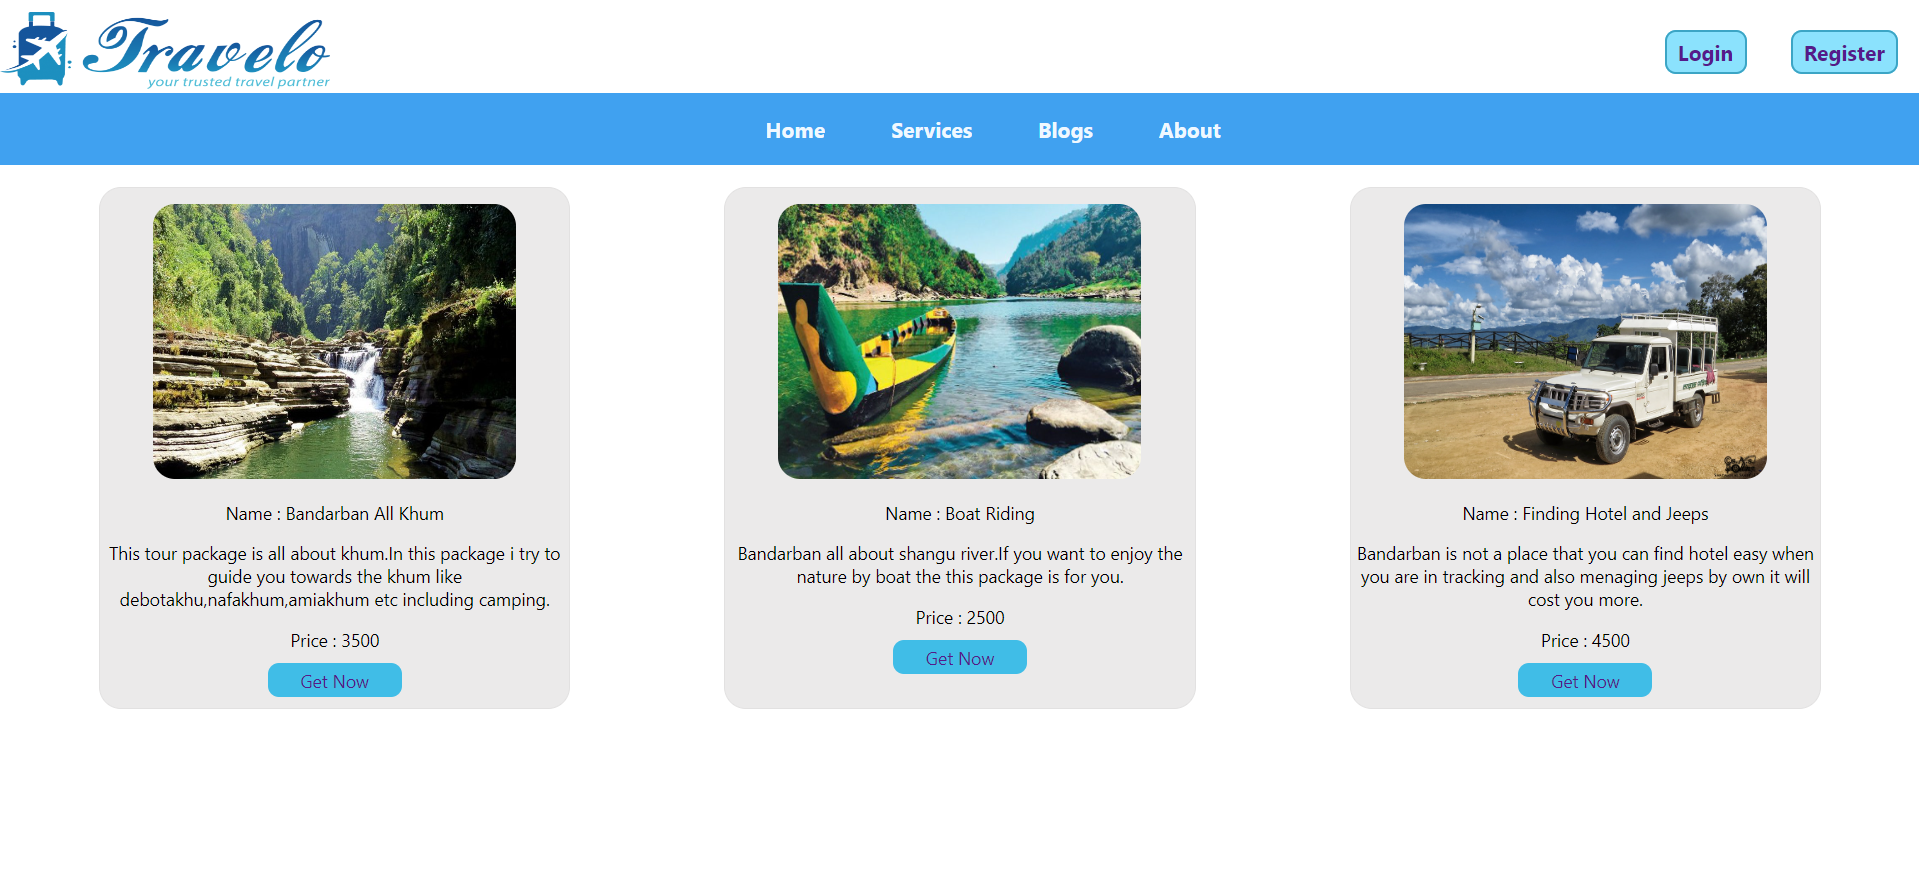 Travelo
your trusted travel partner
Login
Register
Home
Services
Blogs
About
Name : Bandarban All Khum
This tour package is all about khum.In this package i try to
guide you towards the khum like
debotakhu,nafakhum,amiakhum etc including camping.
Price : 3500
Get Now
Name : Boat Riding
Bandarban all about shangu river.If you want to enjoy the
nature by boat the this package is for you.
Price : 2500
Get Now
Name : Finding Hotel and Jeeps
Bandarban is not a place that you can find hotel easy when
you are in tracking and also menaging jeeps by own it will
cost you more.
Price : 4500
Get Now